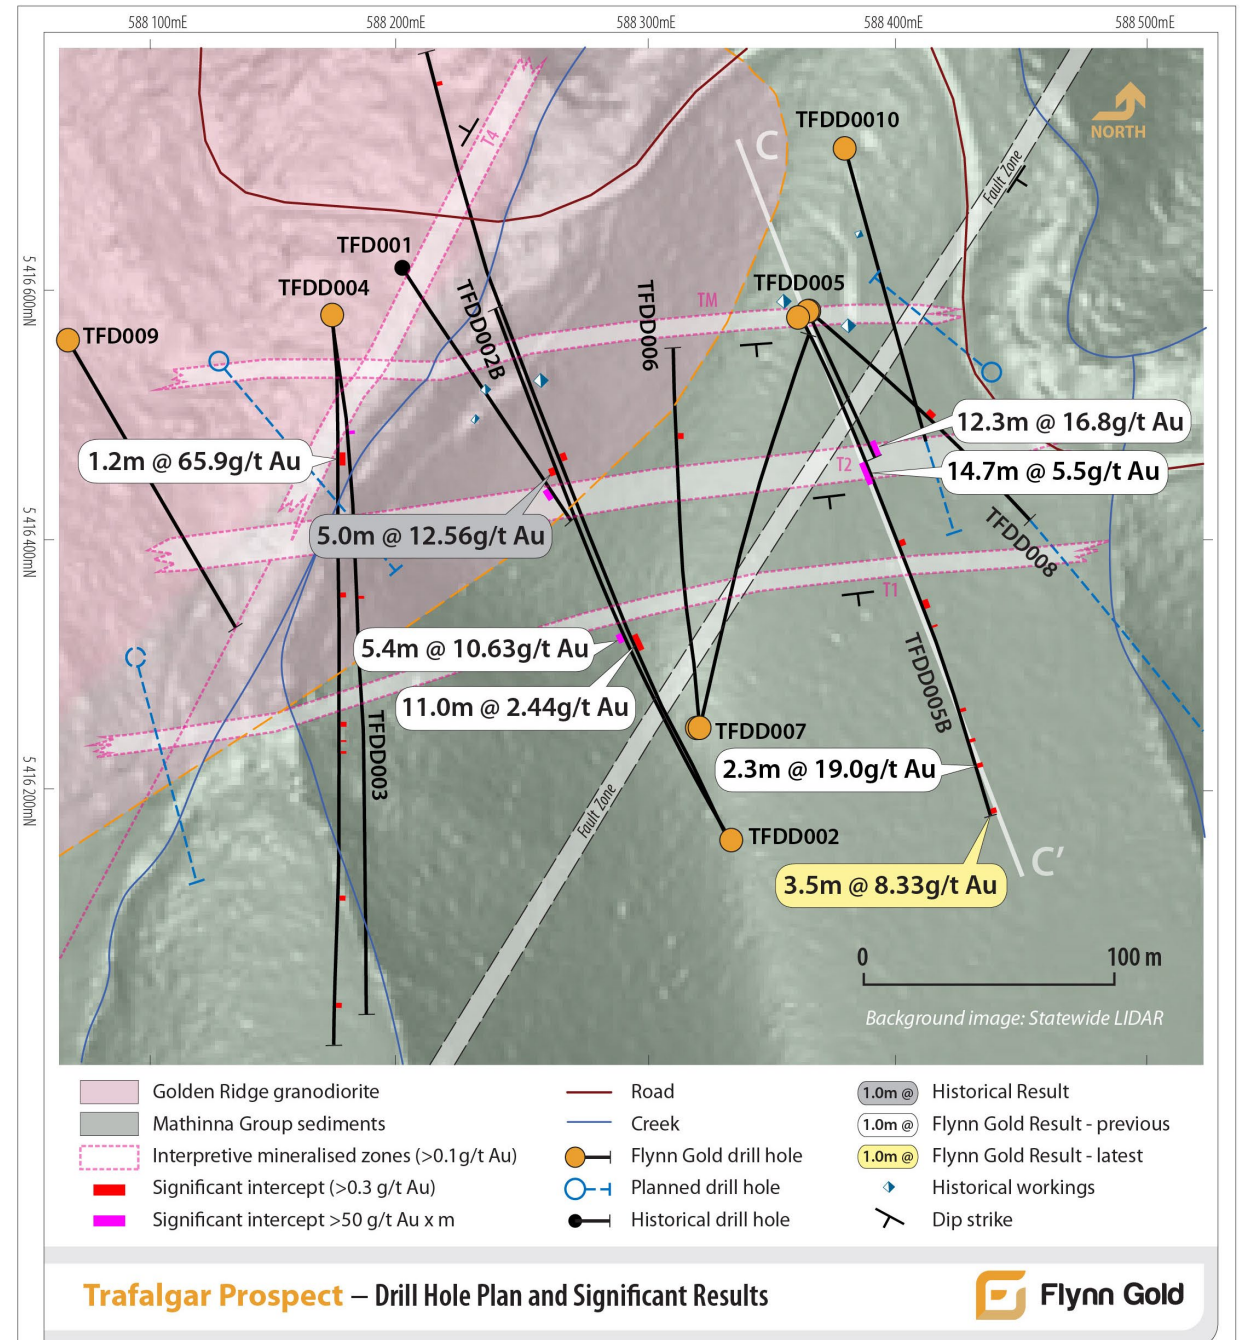 588 100mE
588 200mE
588 300mE
588 400mE
588 500mE
5 416 600mN
5 416 400mN
5 416 200mN
NORTH
TFDD0010
C
T4
Fault Zone
TFD001
TFDD004
TFD009
TFDD002B
TFDD006
TM
TFDD005
12.3m @ 16.8g/t Au
1.2m @ 65.9g/t Au
T2
14.7m @ 5.5g/t Au
5.0m @ 12.56g/t Au
TFDD008
T1
5.4m @ 10.63g/t Au
11.0m @ 2.44g/t Au
TFDD005B
TFDD003
TFDD007
2.3m @ 19.0g/t Au
Fault Zone
TFDD002
C’
3.5m @ 8.33g/t Au
0 100 m
Background image: Statewide LIDAR
Golden Ridge granodiorite
Mathinna Group sediments
Interpretive mineralised zones (>0.1g/t Au)
Significant intercept (>0.3 g/t Au)
Significant intercept >50 g/t Au x m
Road
Creek
Flynn Gold drill hole
Planned drill hole
Historical drill hole
1.0m @ Historical Result
1.0m @ Flynn Gold Result - previous
1.0m @ Flynn Gold Result - latest
Historical workings
Dip strike
Trafalgar Prospect – Drill Hole Plan and Significant Results
Flynn Gold